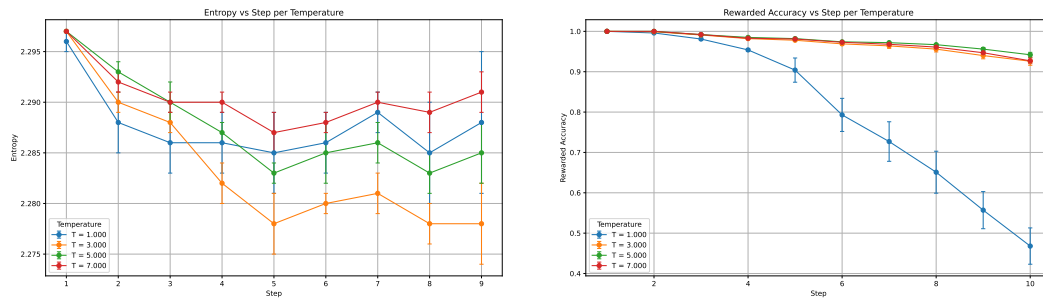 Entropy vs Step per Temperature
2.295
2.290
2.285
2.280
2.275
Entropy
Temperature
T = 1.000
T = 3.000
T = 5.000
T = 7.000
1 2 3 4 5 6 7 8 9
Step
Rewarded Accuracy vs Step per Temperature
1.0
0.9
0.8
0.7
0.6
0.5
0.4
Rewarded Accuracy
Temperature
T = 1.000
T = 3.000
T = 5.000
T = 7.000
2 4 6 8 10
Step